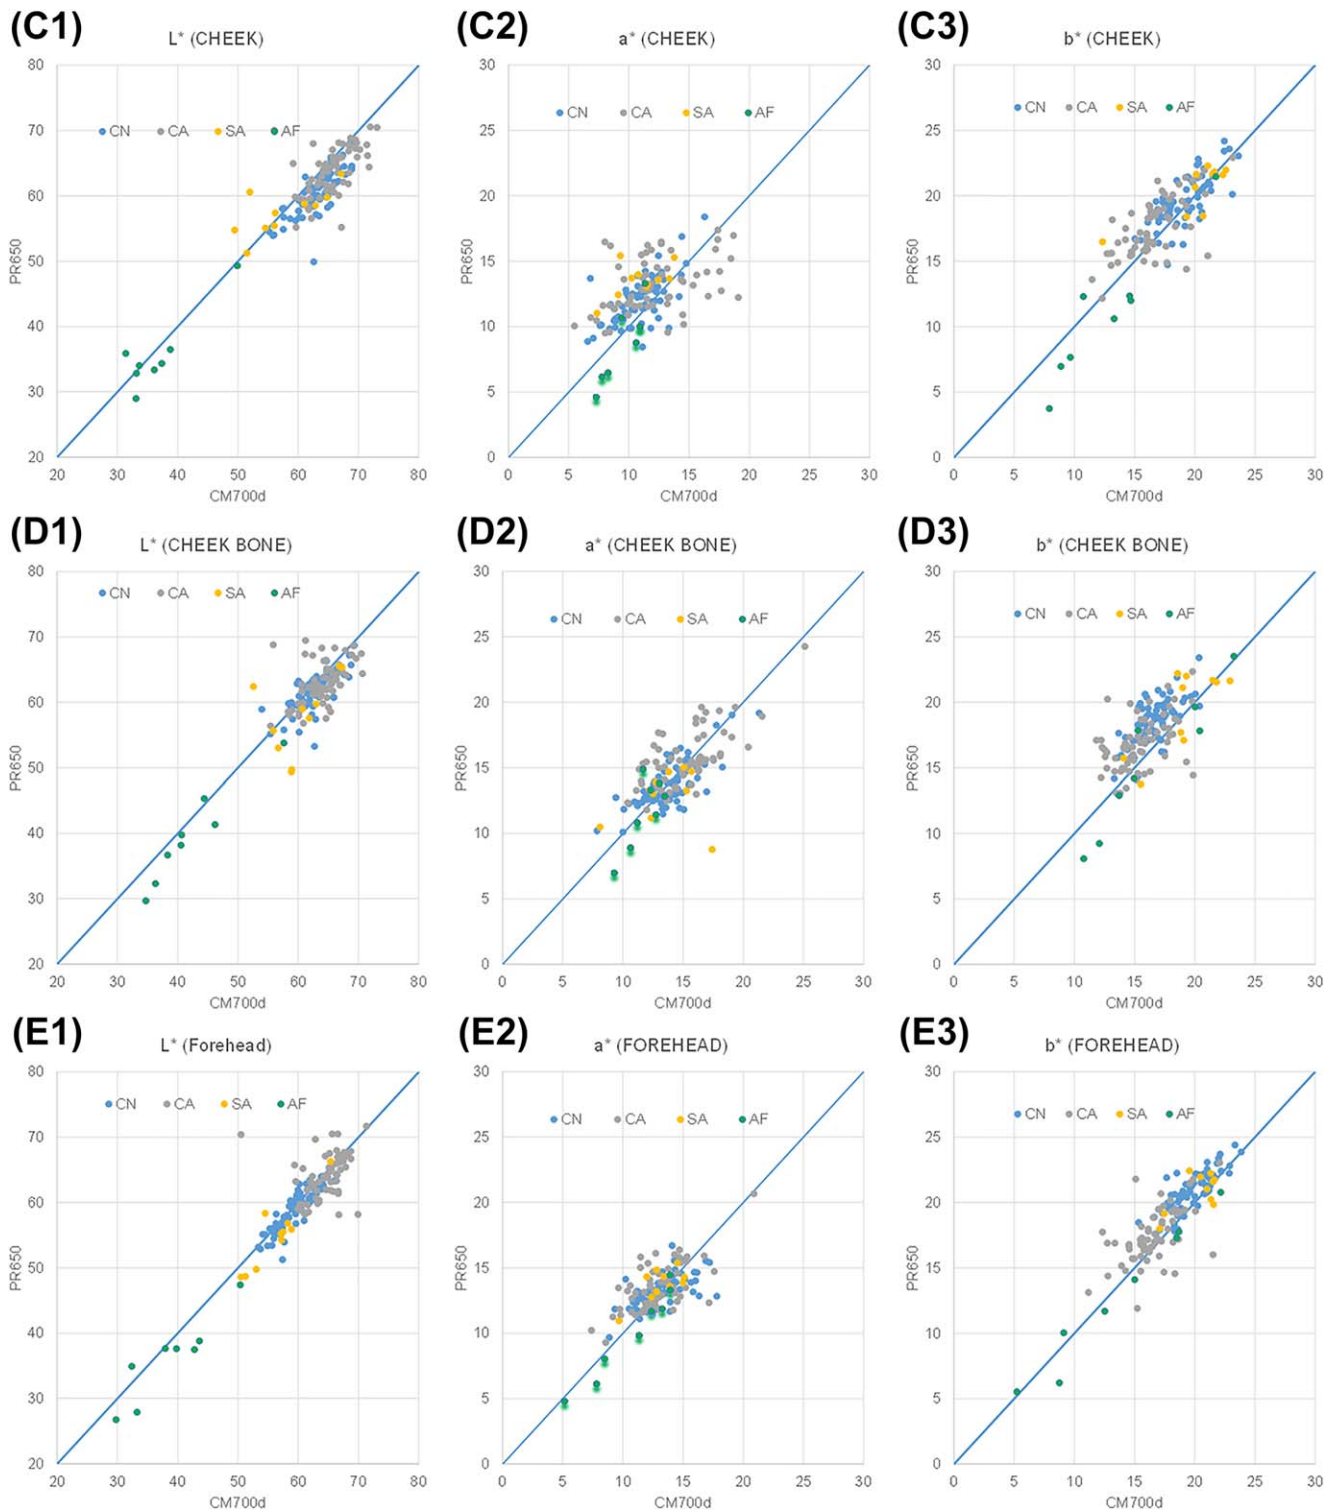 (C1)
L* (CHEEK)
80
70
60
50
40
30
20
20 30 40 50 60 70 80
PR650
CM700d
CN CA SA AF
(C2)
a* (CHEEK)
30
25
20
15
10
5
0
0 5 10 15 20 25 30
PR650
CM700d
CN CA SA AF
(C3)
b* (CHEEK)
30
25
20
15
10
5
0
0 5 10 15 20 25 30
PR650
CM700d
CN CA SA AF
(D1)
L* (CHEEK BONE)
80
70
60
50
40
30
20
20 30 40 50 60 70 80
PR650
CM700d
CN CA SA AF
(D2)
a* (CHEEK BONE)
30
25
20
15
10
5
0
0 5 10 15 20 25 30
PR650
CM700d
CN CA SA AF
(D3)
b* (CHEEK BONE)
30
25
20
15
10
5
0
0 5 10 15 20 25 30
PR650
CM700d
CN CA SA AF
(E1)
L* (Forehead)
80
70
60
50
40
30
20
20 30 40 50 60 70 80
PR650
CM700d
CN CA SA AF
(E2)
a* (FOREHEAD)
30
25
20
15
10
5
0
0 5 10 15 20 25 30
PR650
CM700d
CN CA SA AF
(E3)
b* (FOREHEAD)
30
25
20
15
10
5
0
0 5 10 15 20 25 30
PR650
CM700d
CN CA SA AF